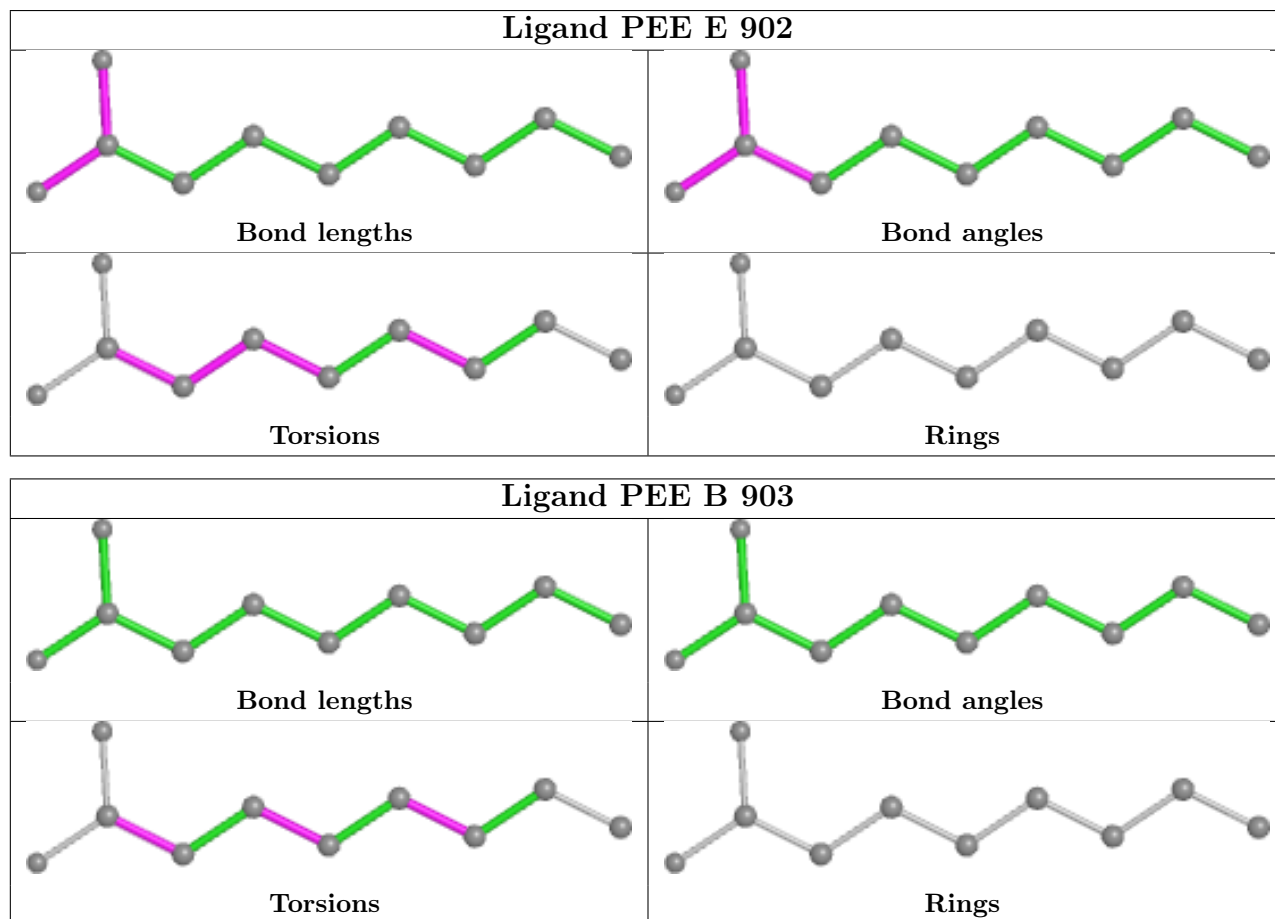 Ligand PEE E 902
Bond lengths
Bond angles
Torsions
Rings
Ligand PEE B 903
Bond lengths
Bond angles
Torsions
Rings